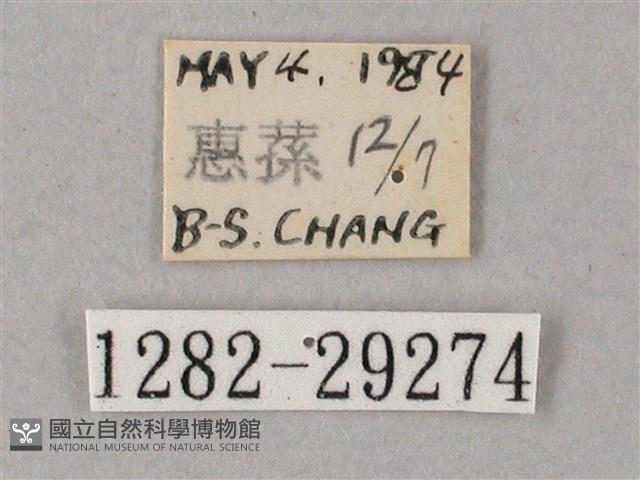 MAY 4. 1984
惠蓀 12/7
B-S. CHANG
1282-29274
國立自然科學博物館
NATIONAL MUSEUM OF NATURAL SCIENCE